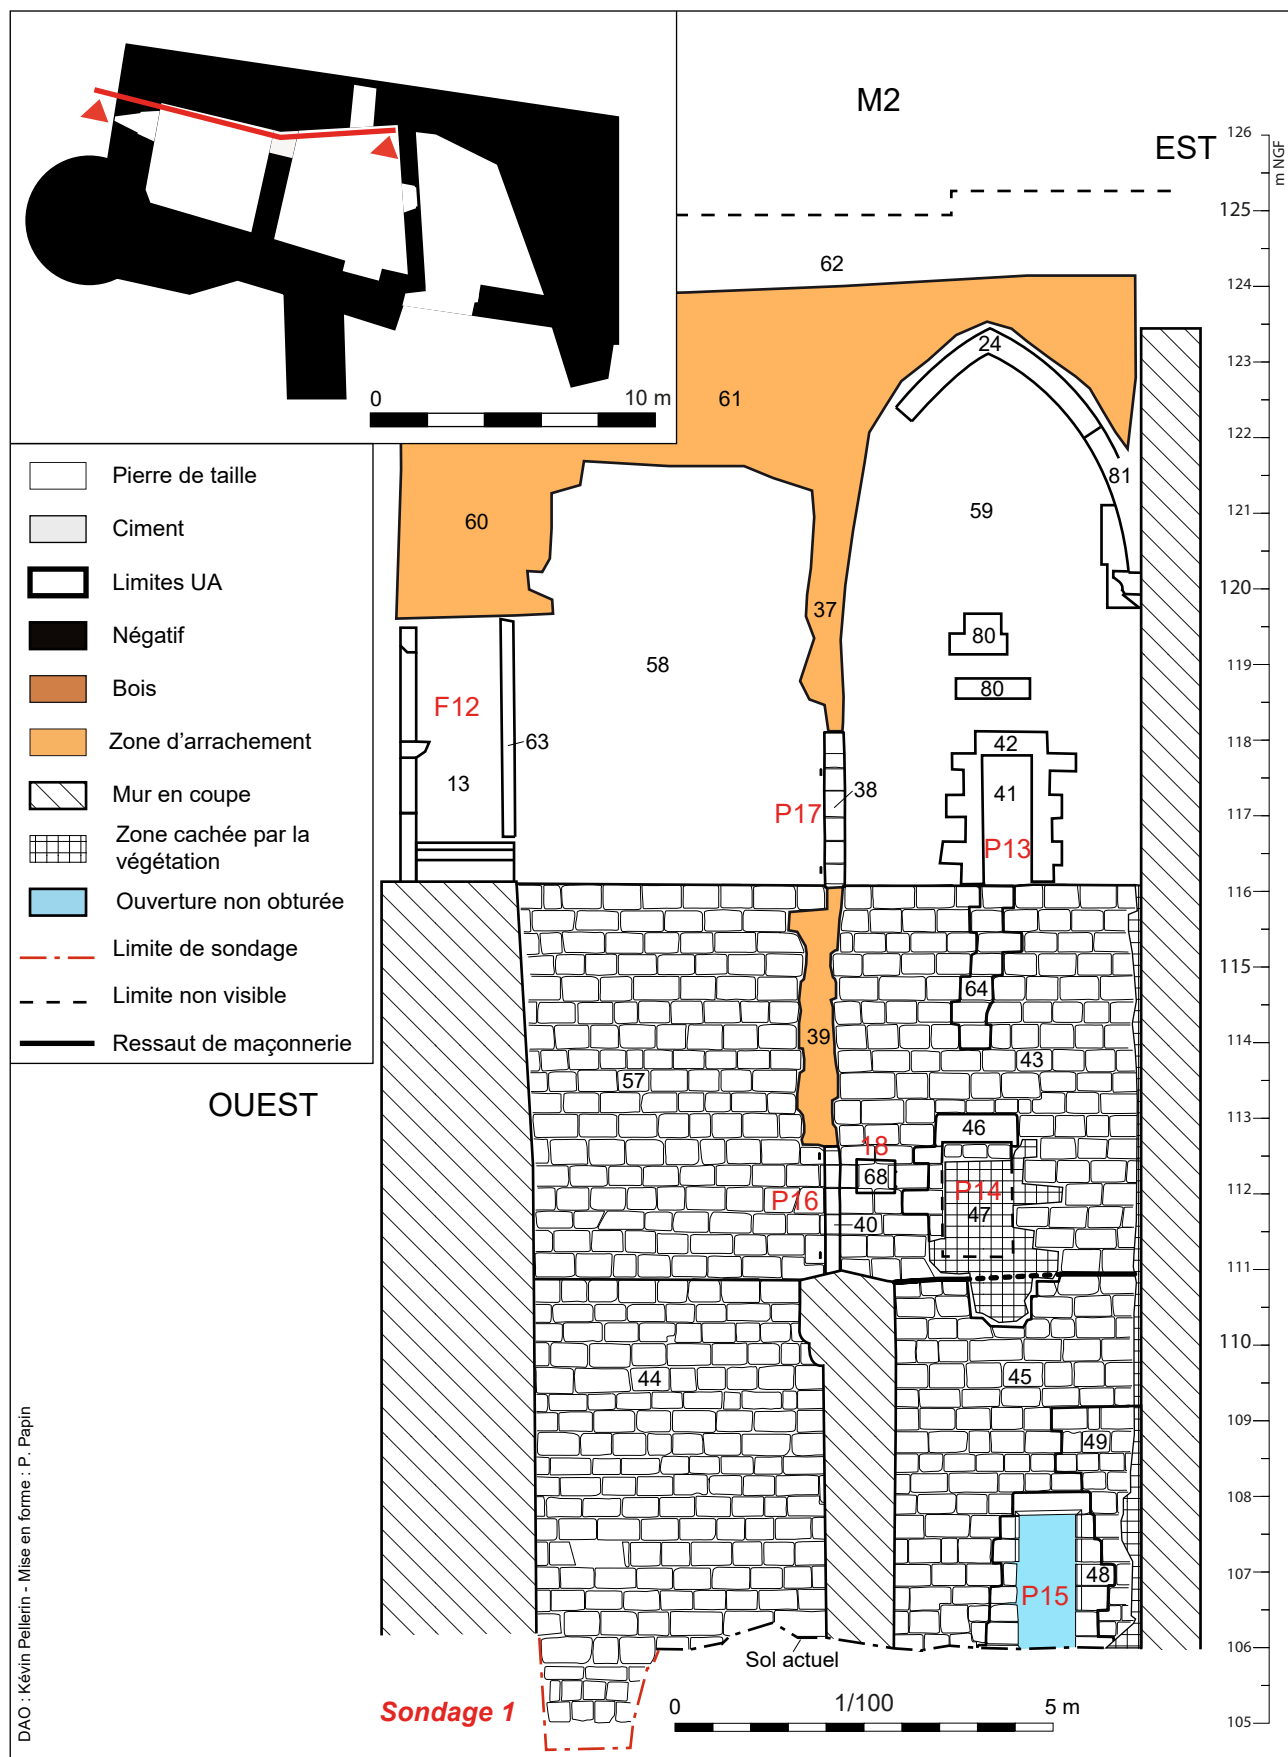 M2
EST
126
m NGF
125
62
124
0
10 m
24
123
61
122
Pierre de taille
81
60
59
121
Ciment
Limites UA
120
37
Négatif
80
58
119
Bois
80
F12
Zone d’arrachement
63
42
118
Mur en coupe
13
38
41
P17
117
Zone cachée par la
végétation
P13
116
Ouverture non obturée
Limite de sondage
115
64
Limite non visible
Ressaut de maçonnerie
39
43
114
57
OUEST
113
46
18
68
P14
112
P16
47
40
111
110
44
45
109
49
108
48
107
P15
106
Sol actuel
Sondage 1
0
1/100
5 m
105
DAO : Kévin Pellerin - Mise en forme : P. Papin